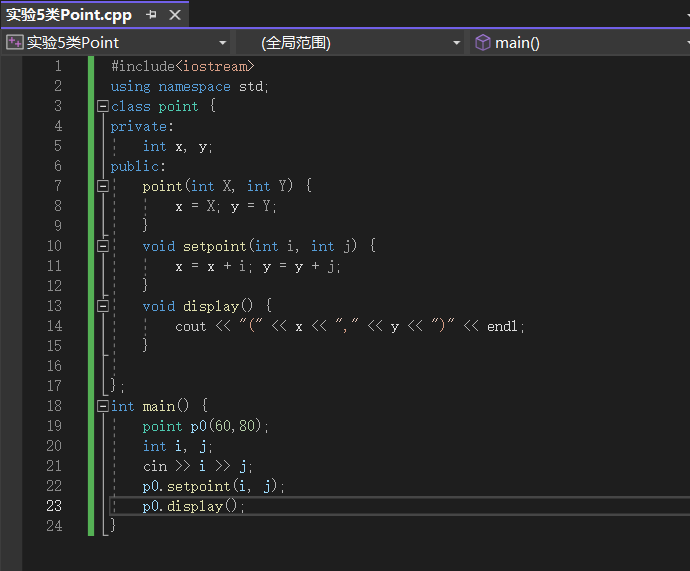 实验5类Point.cpp
实验5类Point (全局范围) main()
1 #include<iostream>
2 using namespace std;
3 class point {
4 private:
5 int x, y;
6 public:
7 point(int X, int Y) {
8 x = X; y = Y;
9 }
10 void setpoint(int i, int j) {
11 x = x + i; y = y + j;
12 }
13 void display() {
14 cout << "(" << x << "," << y << ")" << endl;
15 }
16
17 };
18 int main() {
19 point p0(60,80);
20 int i, j;
21 cin >> i >> j;
22 p0.setpoint(i, j);
23 p0.display();
24 }